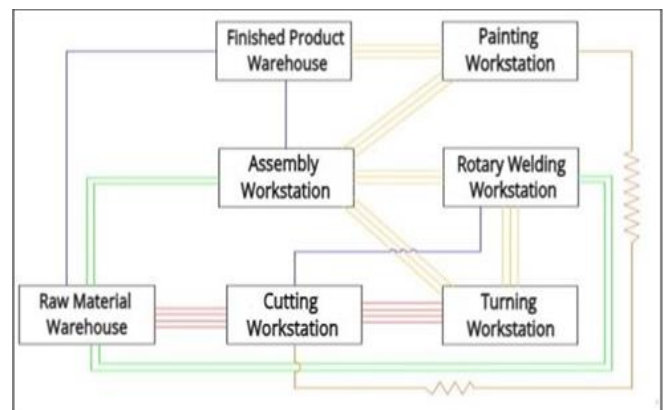 Finished Product
Warehouse
Painting
Workstation
Assembly
Workstation
Rotary Welding
Workstation
Raw Material
Warehouse
Cutting
Workstation
Turning
Workstation